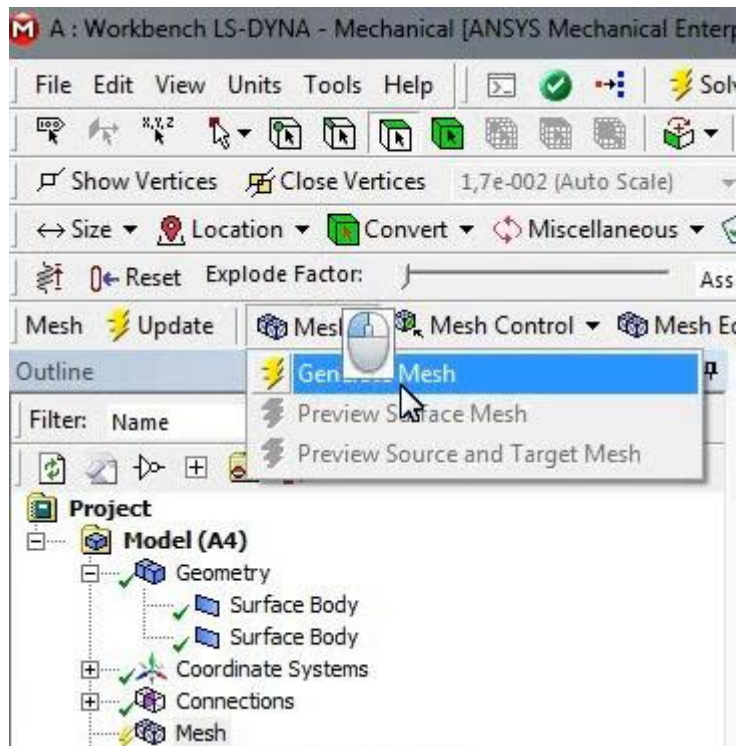 A : Workbench LS-DYNA - Mechanical [ANSYS Mechanical Enterp
File Edit View Units Tools Help Solv
X,Y,Z
Show Vertices Close Vertices 1,7e-002 (Auto Scale)
Size Location Convert Miscellaneous
Reset Explode Factor: Ass
Mesh Update Mesh Control Mesh Ed
Outline
Generate Mesh
Filter: Name
Preview Surface Mesh
Preview Source and Target Mesh
Project
Model (A4)
Geometry
Surface Body
Surface Body
Coordinate Systems
Connections
Mesh